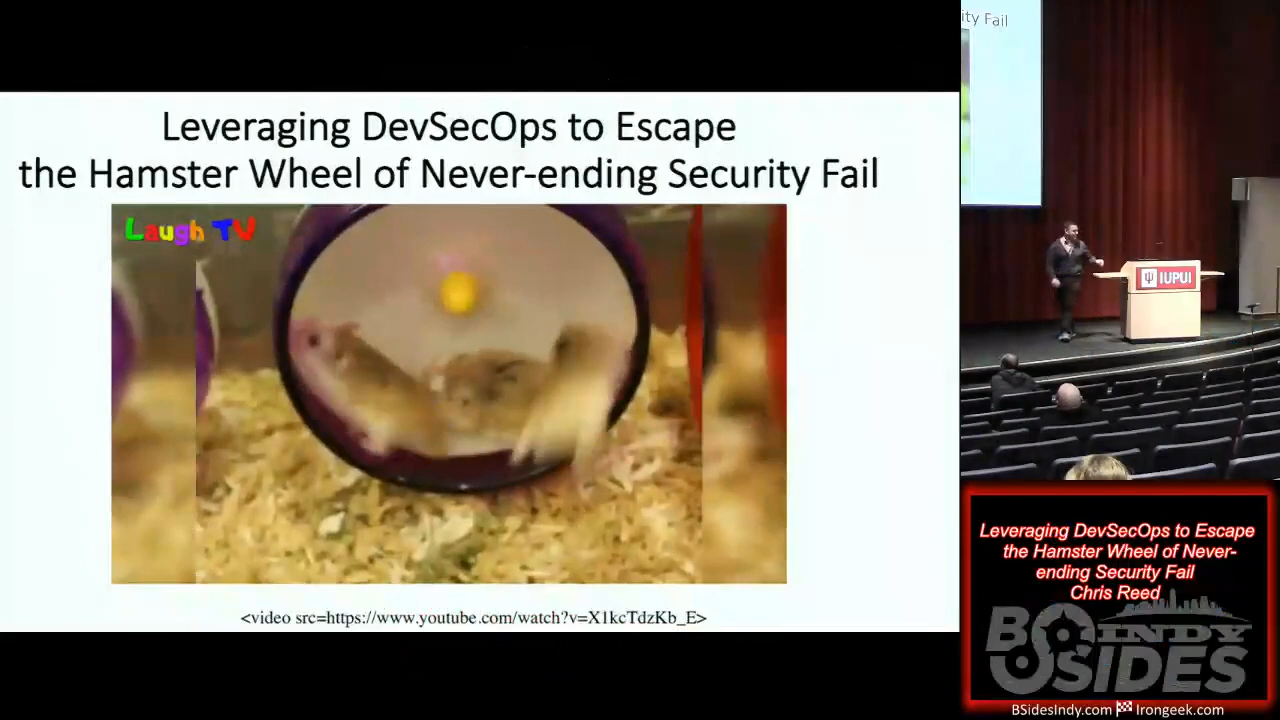 Leveraging DevSecOps to Escape
the Hamster Wheel of Never-ending Security Fail
Laugh TV
<video src=https://www.youtube.com/watch?v=X1kcTdzKb_E>
ity Fail
IUPUI
Leveraging DevSecOps to Escape
the Hamster Wheel of Never-
ending Security Fail
Chris Reed
BSIDES
INDY
BSidesIndy.com Irongeek.com